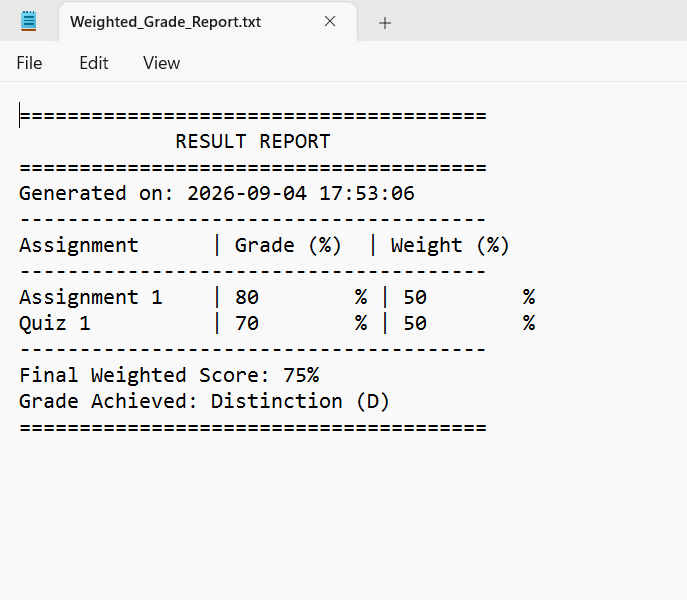 Weighted_Grade_Report.txt
File Edit View
=======================================
             RESULT REPORT
=======================================
Generated on: 2026-09-04 17:53:06
---------------------------------------
Assignment      | Grade (%)  | Weight (%)
---------------------------------------
Assignment 1    | 80        % | 50        %
Quiz 1          | 70        % | 50        %
---------------------------------------
Final Weighted Score: 75%
Grade Achieved: Distinction (D)
=======================================